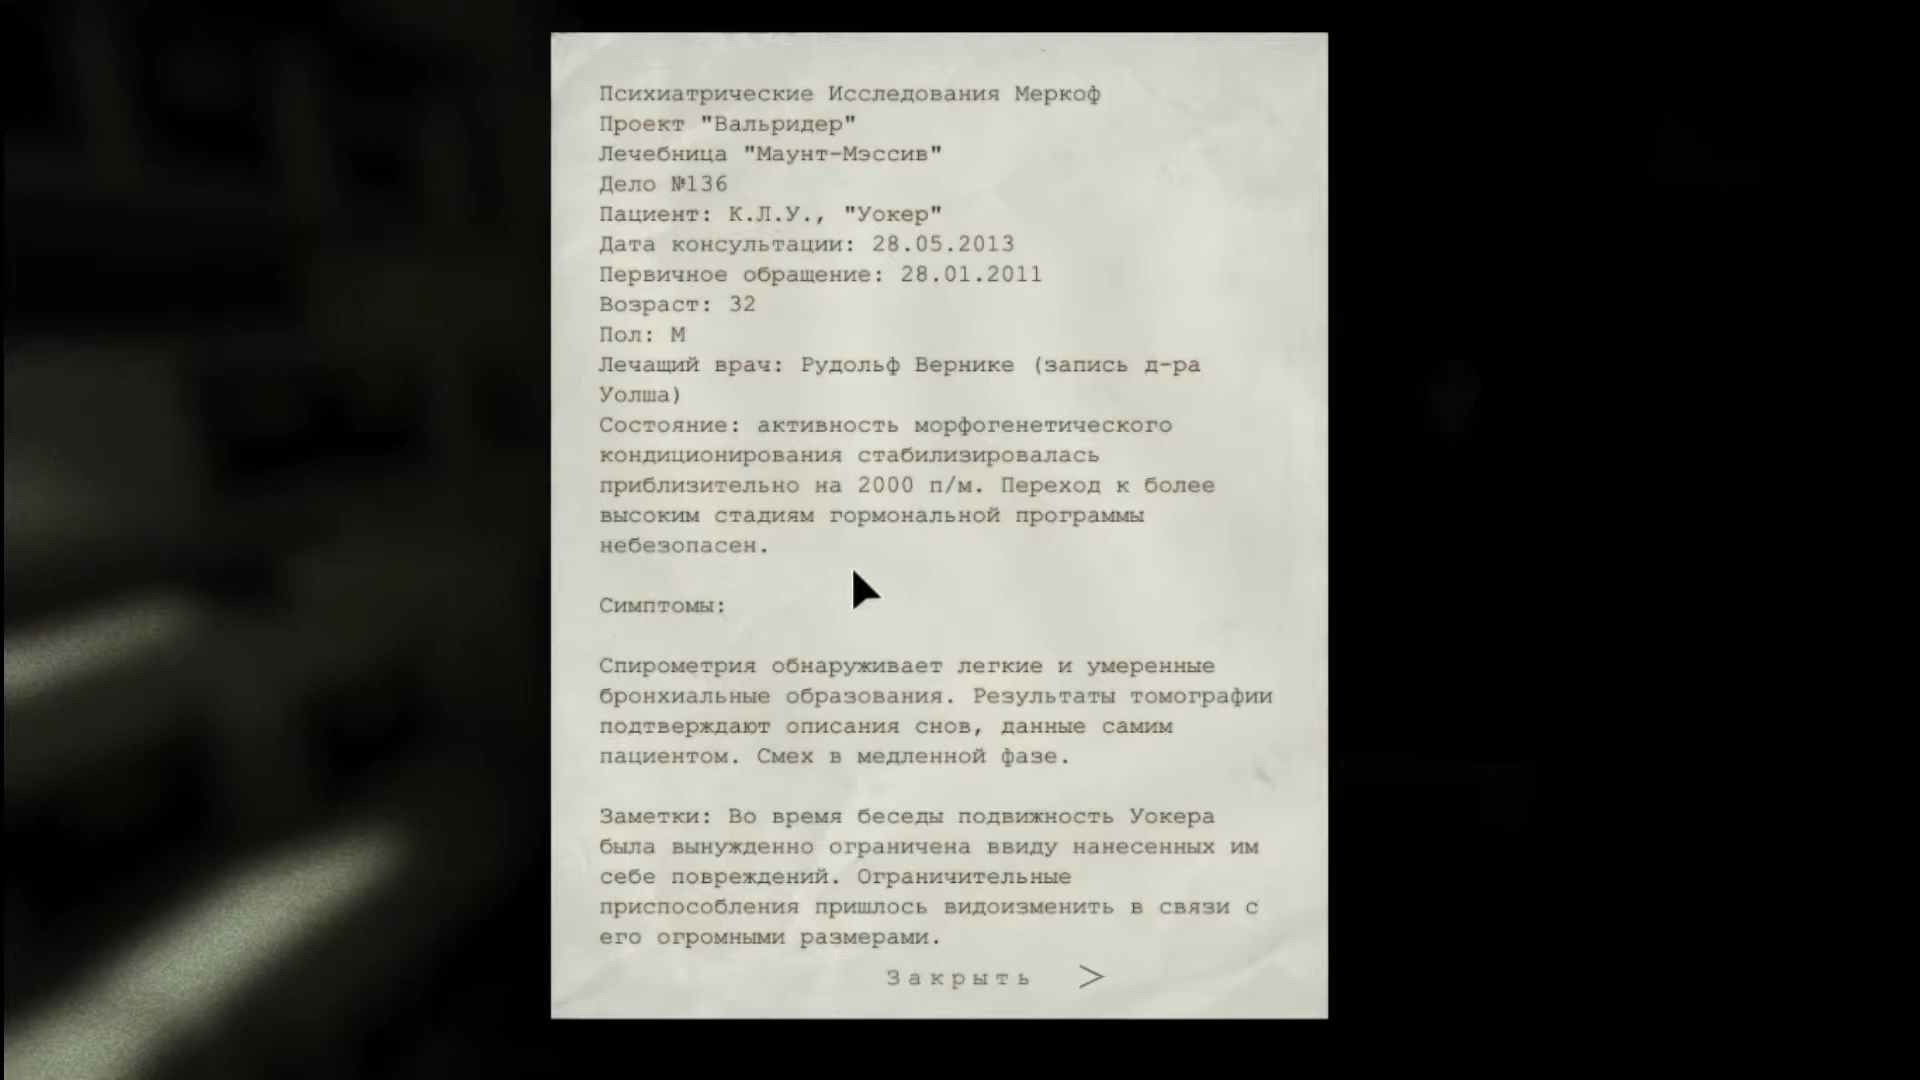 Психиатрические Исследования Меркоф
Проект "Вальридер"
Лечебница "Маунт-Мэссив"
Дело №136
Пациент: К.Л.У., "Уокер"
Дата консультации: 28.05.2013
Первичное обращение: 28.01.2011
Возраст: 32
Пол: М
Лечащий врач: Рудольф Вернике (запись д-ра
Уолша)
Состояние: активность морфогенетического
кондиционирования стабилизировалась
приблизительно на 2000 п/м. Переход к более
высоким стадиям гормональной программы
небезопасен.
Симптомы:
Спирометрия обнаруживает легкие и умеренные
бронхиальные образования. Результаты томографии
подтверждают описания снов, данные самим
пациентом. Смех в медленной фазе.
Заметки: Во время беседы подвижность Уокера
была вынужденно ограничена ввиду нанесенных им
себе повреждений. Ограничительные
приспособления пришлось видоизменить в связи с
его огромными размерами.
Закрыть >